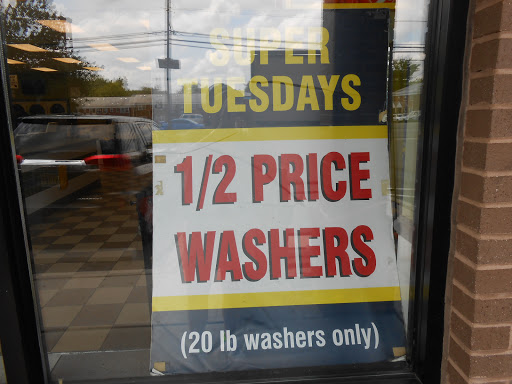 SUPER
TUESDAYS
1/2 PRICE
WASHERS
(20 lb washers only)